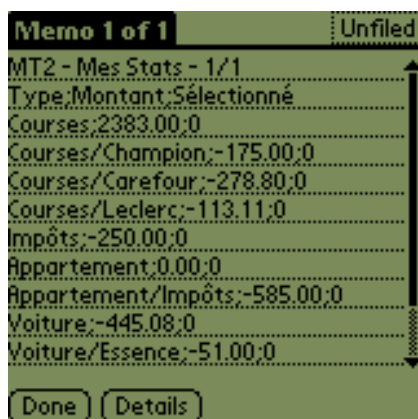 Memo 1 of 1
Unfiled
MT2 - Mes Stats - 1/1
Type;Montant;Sélectionné
Courses;2383.00;0
Courses/Champion;-175.00;0
Courses/Carefour;-278.80;0
Courses/Leclerc;-113.11;0
Impôts;-250.00;0
Appartement;0.00;0
Appartement/Impôts;-585.00;0
Voiture;-445.08;0
Voiture/Essence;-51.00;0
Done
Details